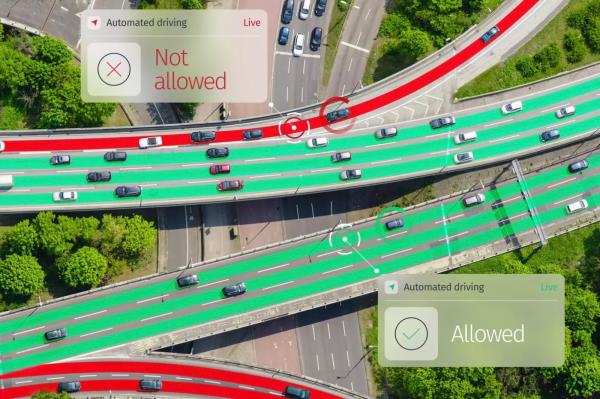 Automated driving Live
Not
allowed
Automated driving Live
Allowed